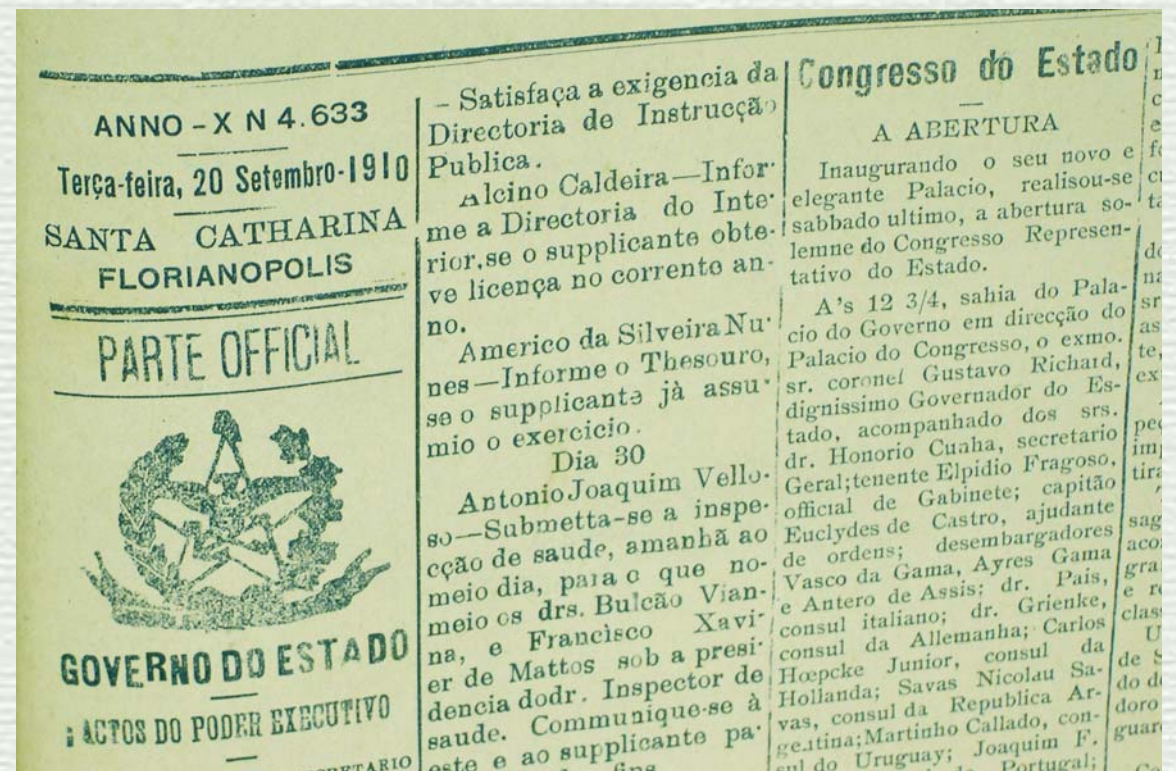 ANNO - X N 4.633
Terça-feira, 20 Setembro-1910
SANTA CATHARINA
FLORIANOPOLIS
PARTE OFFICIAL
GOVERNO DO ESTADO
ACTOS DO PODER EXECUTIVO
- Satisfaça a exigencia da
Directoria de Instrucção
Publica.
Alcino Caldeira—Infor-
me a Directoria do Inte-
rior,se o supplicante obte-
ve licença no corrente an-
no.
Americo da Silveira Nu-
nes—Informe o Thesouro,
se o supplicante jà assu-
mio o exercicio.
Dia 30
Antonio Joaquim Vello-
so—Submetta-se a inspe-
cção de saude, amanhã ao
meio dia, para o que no-
meio os drs. Bulcão Vian-
na, e Francisco Xavi-
er de Mattos sob a presi-
dencia do dr. Inspector de
saude. Communique-se à
este e ao supplicante pa-
Congresso do Estado
A ABERTURA
Inaugurando o seu novo e
elegante Palacio, realisou-se
sabbado ultimo, a abertura so-
lemne do Congresso Represen-
tativo do Estado.
A's 12 3/4, sahia do Pala-
cio do Governo em direcção do
Palacio do Congresso, o exmo.
sr. coronel Gustavo Richard,
dignissimo Governador do Es-
tado, acompanhado dos srs.
dr. Honorio Cunha, secretario
Geral;tenente Elpidio Fragoso,
official de Gabinete; capitão
Euclydes de Castro, ajudante
de ordens; desembargadores
Vasco da Gama, Ayres Gama
e Antero de Assis; dr. Pais,
consul italiano; dr. Grienke,
consul da Allemanha; Carlos
Hœpcke Junior, consul da
Hollanda; Savas Nicolau Sa-
vas, consul da Republica Ar-
gentina;Martinho Callado, con-
sul do Uruguay; Joaquim F.
Portugal;